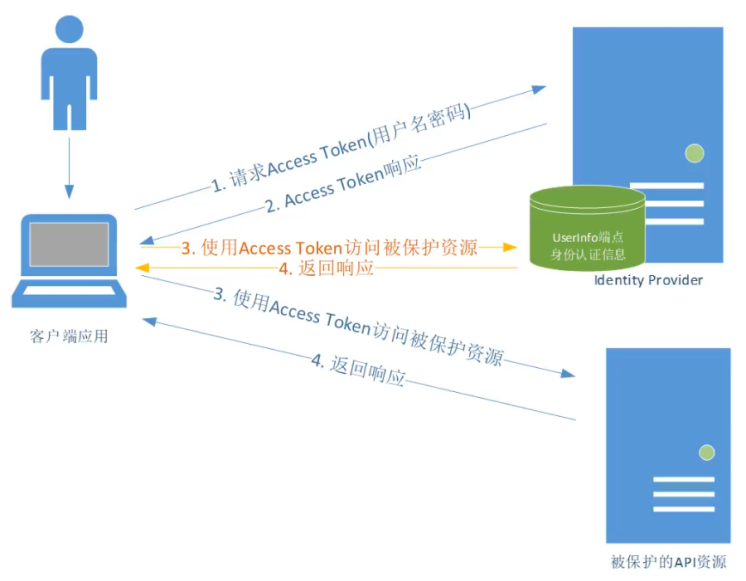 1. 请求Access Token(用户名密码)
2. Access Token响应
3. 使用Access Token访问被保护资源
4. 返回响应
UserInfo端点
身份认证信息
Identity Provider
3. 使用Access Token访问被保护资源
4. 返回响应
客户端应用
被保护的API资源